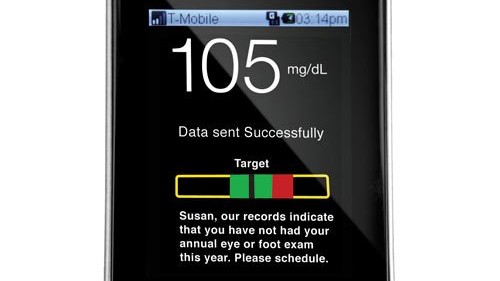 T-Mobile 03:14pm
105 mg/dL
Data sent Successfully
Target
Susan, our records indicate
that you have not had your
annual eye or foot exam
this year. Please schedule.